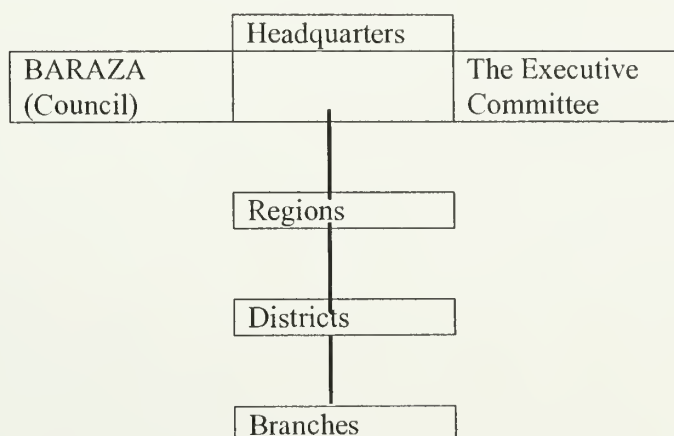 Headquarters
BARAZA
(Council)
The Executive
Committee
Regions
Districts
Branches